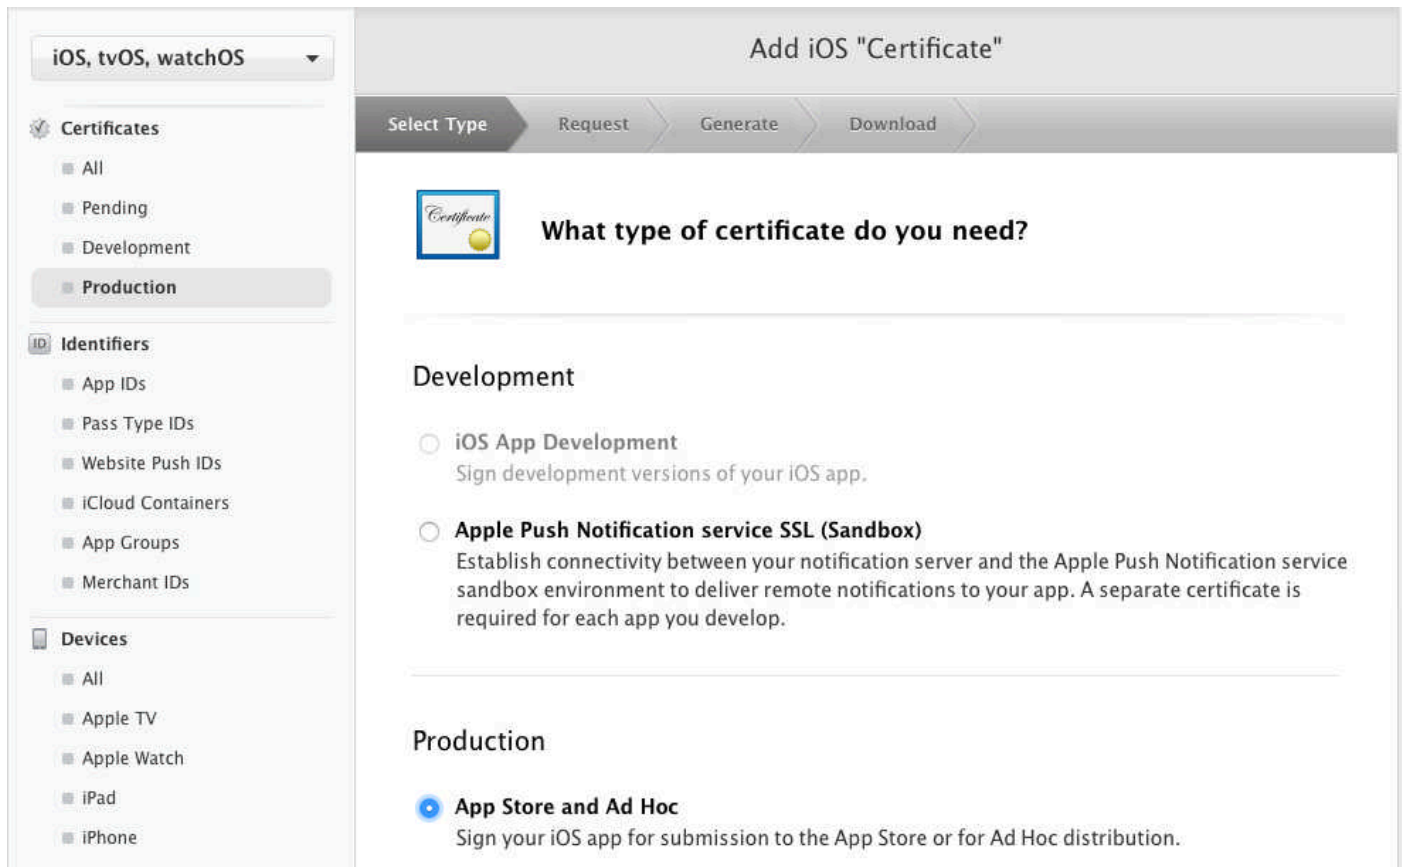 iOS, tvOS, watchOS
Certificates
All
Pending
Development
Production
ID Identifiers
App IDs
Pass Type IDs
Website Push IDs
iCloud Containers
App Groups
Merchant IDs
Devices
All
Apple TV
Apple Watch
iPad
iPhone
Add iOS "Certificate"
Select Type Request Generate Download
Certificate
What type of certificate do you need?
Development
iOS App Development
Sign development versions of your iOS app.
Apple Push Notification service SSL (Sandbox)
Establish connectivity between your notification server and the Apple Push Notification service
sandbox environment to deliver remote notifications to your app. A separate certificate is
required for each app you develop.
Production
App Store and Ad Hoc
Sign your iOS app for submission to the App Store or for Ad Hoc distribution.